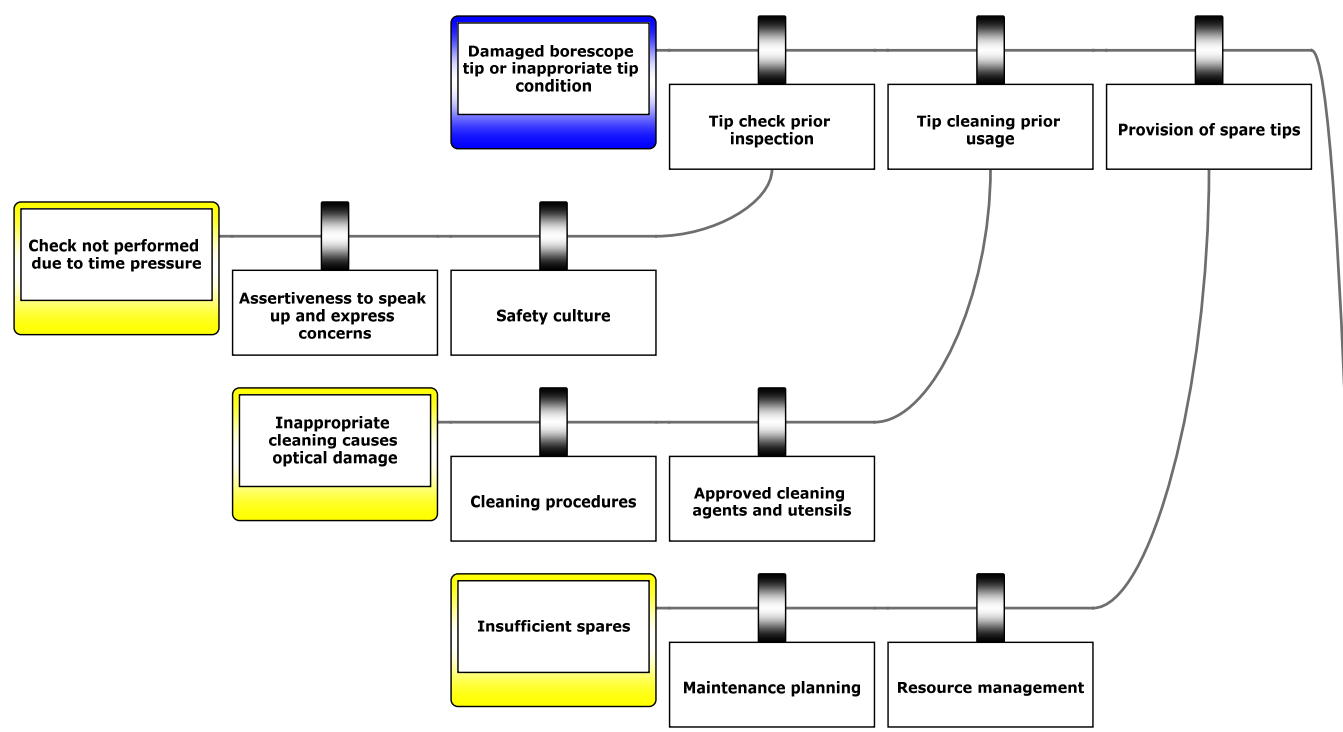 Damaged borescope
tip or inapproriate tip
condition
Tip check prior
inspection
Tip cleaning prior
usage
Provision of spare tips
Check not performed
due to time pressure
Assertiveness to speak
up and express
concerns
Safety culture
Inappropriate
cleaning causes
optical damage
Cleaning procedures
Approved cleaning
agents and utensils
Insufficient spares
Maintenance planning
Resource management